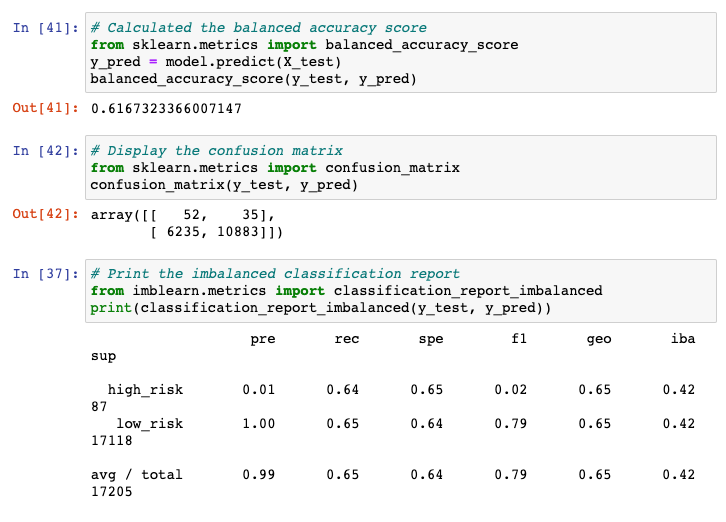 In [41]: # Calculated the balanced accuracy score
from sklearn.metrics import balanced_accuracy_score
y_pred = model.predict(X_test)
balanced_accuracy_score(y_test, y_pred)
Out[41]: 0.6167323366007147
In [42]: # Display the confusion matrix
from sklearn.metrics import confusion_matrix
confusion_matrix(y_test, y_pred)
Out[42]: array([[   52,    35],
       [ 6235, 10883]])
In [37]: # Print the imbalanced classification report
from imblearn.metrics import classification_report_imbalanced
print(classification_report_imbalanced(y_test, y_pred))
pre rec spe f1 geo iba
sup
high_risk 0.01 0.64 0.65 0.02 0.65 0.42
87
low_risk 1.00 0.65 0.64 0.79 0.65 0.42
17118
avg / total 0.99 0.65 0.64 0.79 0.65 0.42
17205